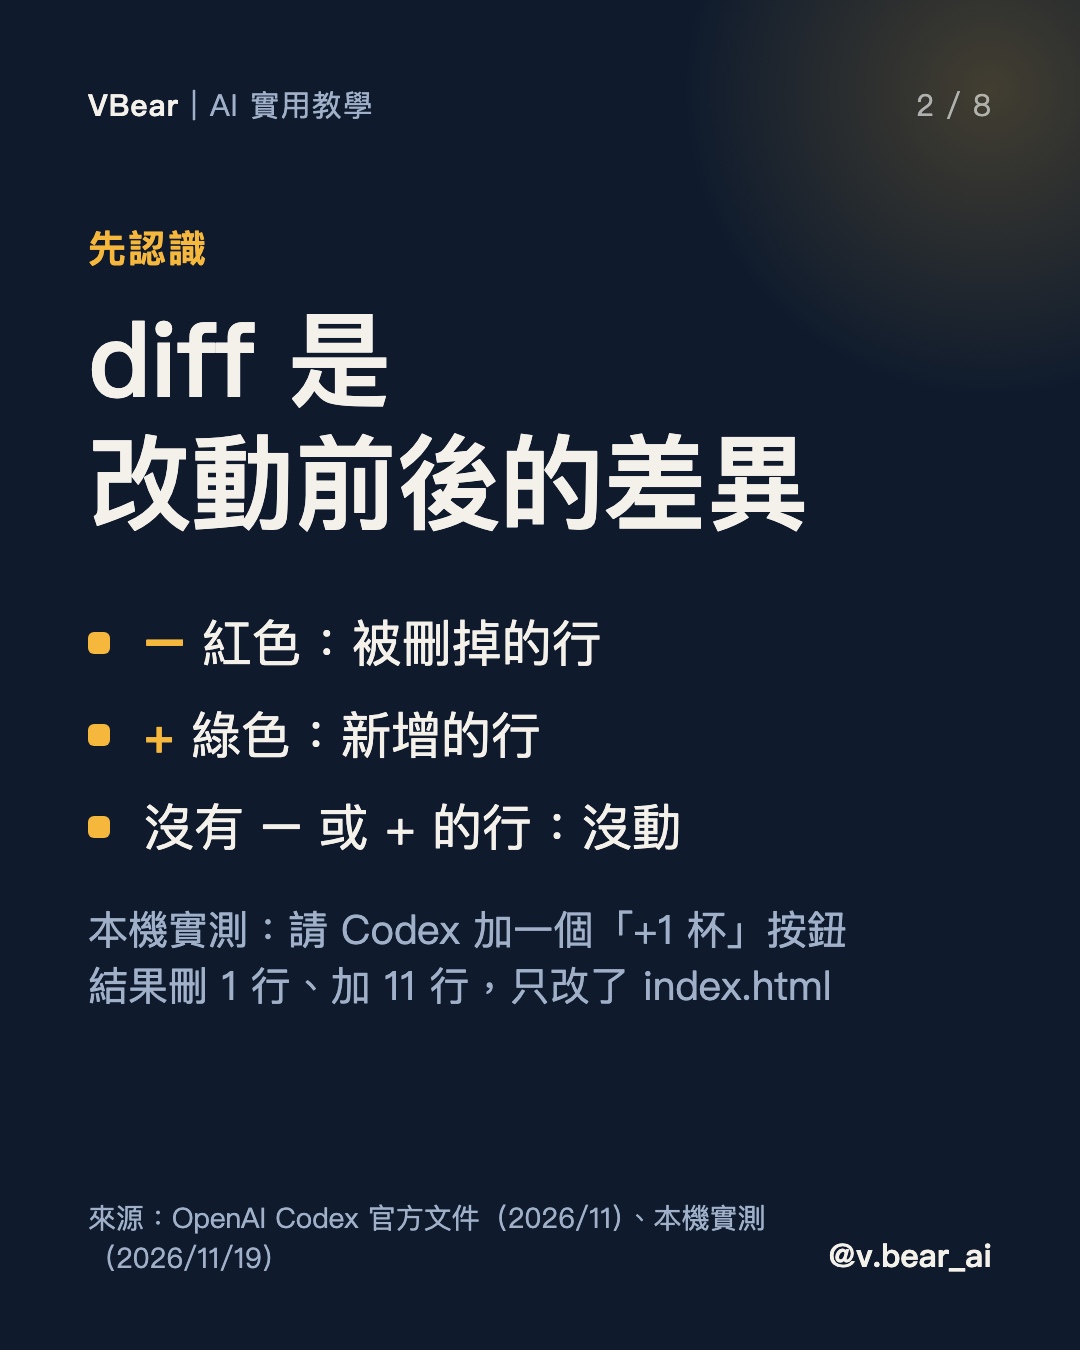 VBear｜AI 實用教學
2 / 8
先認識
diff 是
改動前後的差異
− 紅色：被刪掉的行
+ 綠色：新增的行
沒有 − 或 + 的行：沒動
本機實測：請 Codex 加一個「+1 杯」按鈕
結果刪 1 行、加 11 行，只改了 index.html
來源：OpenAI Codex 官方文件（2026/11）、本機實測
（2026/11/19）
@v.bear_ai